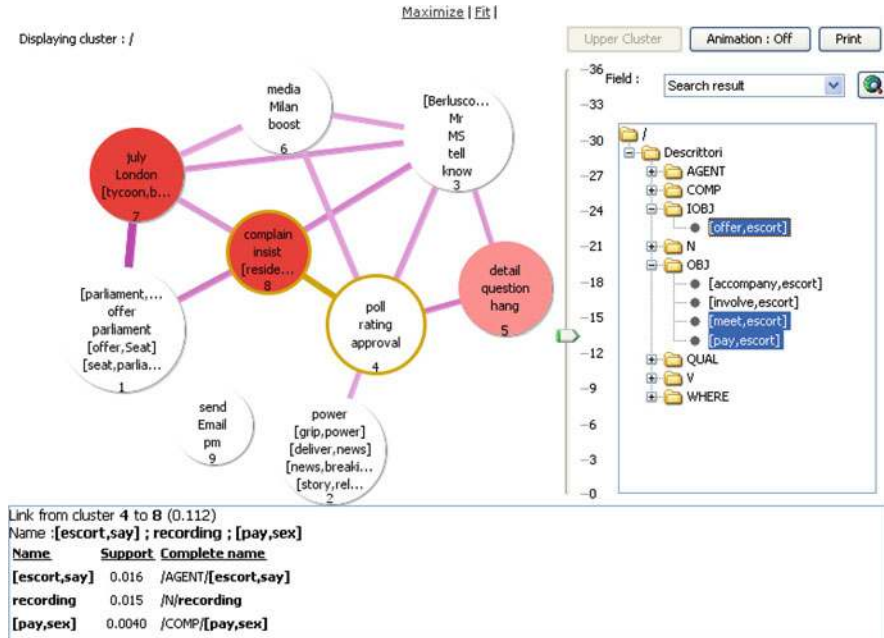 Maximize | Fit |
Displaying cluster : /
Upper Cluster
Animation : Off
Print
media
Milan
boost
6
[Berlusco...
Mr
MS
tell
know
3
july
London
[tycoon,b...
7
complain
insist
[reside...
8
detail
question
hang
5
[parliament,...
offer
parliament
[offer,Seat]
[seat,parlia...
1
poll
rating
approval
4
send
Email
pm
9
power
[grip,power]
[deliver,news]
[news,breaki...
[story,rel...
2
36
33
30
27
24
21
18
15
12
9
6
3
0
Field :
Search result
/
Descrittori
AGENT
COMP
IOBJ
[offer,escort]
N
OBJ
[accompany,escort]
[involve,escort]
[meet,escort]
[pay,escort]
QUAL
V
WHERE
Link from cluster 4 to 8 (0.112)
Name :[escort,say] ; recording ; [pay,sex]
Name Support Complete name
[escort,say] 0.016 /AGENT/[escort,say]
recording 0.015 /N/recording
[pay,sex] 0.0040 /COMP/[pay,sex]